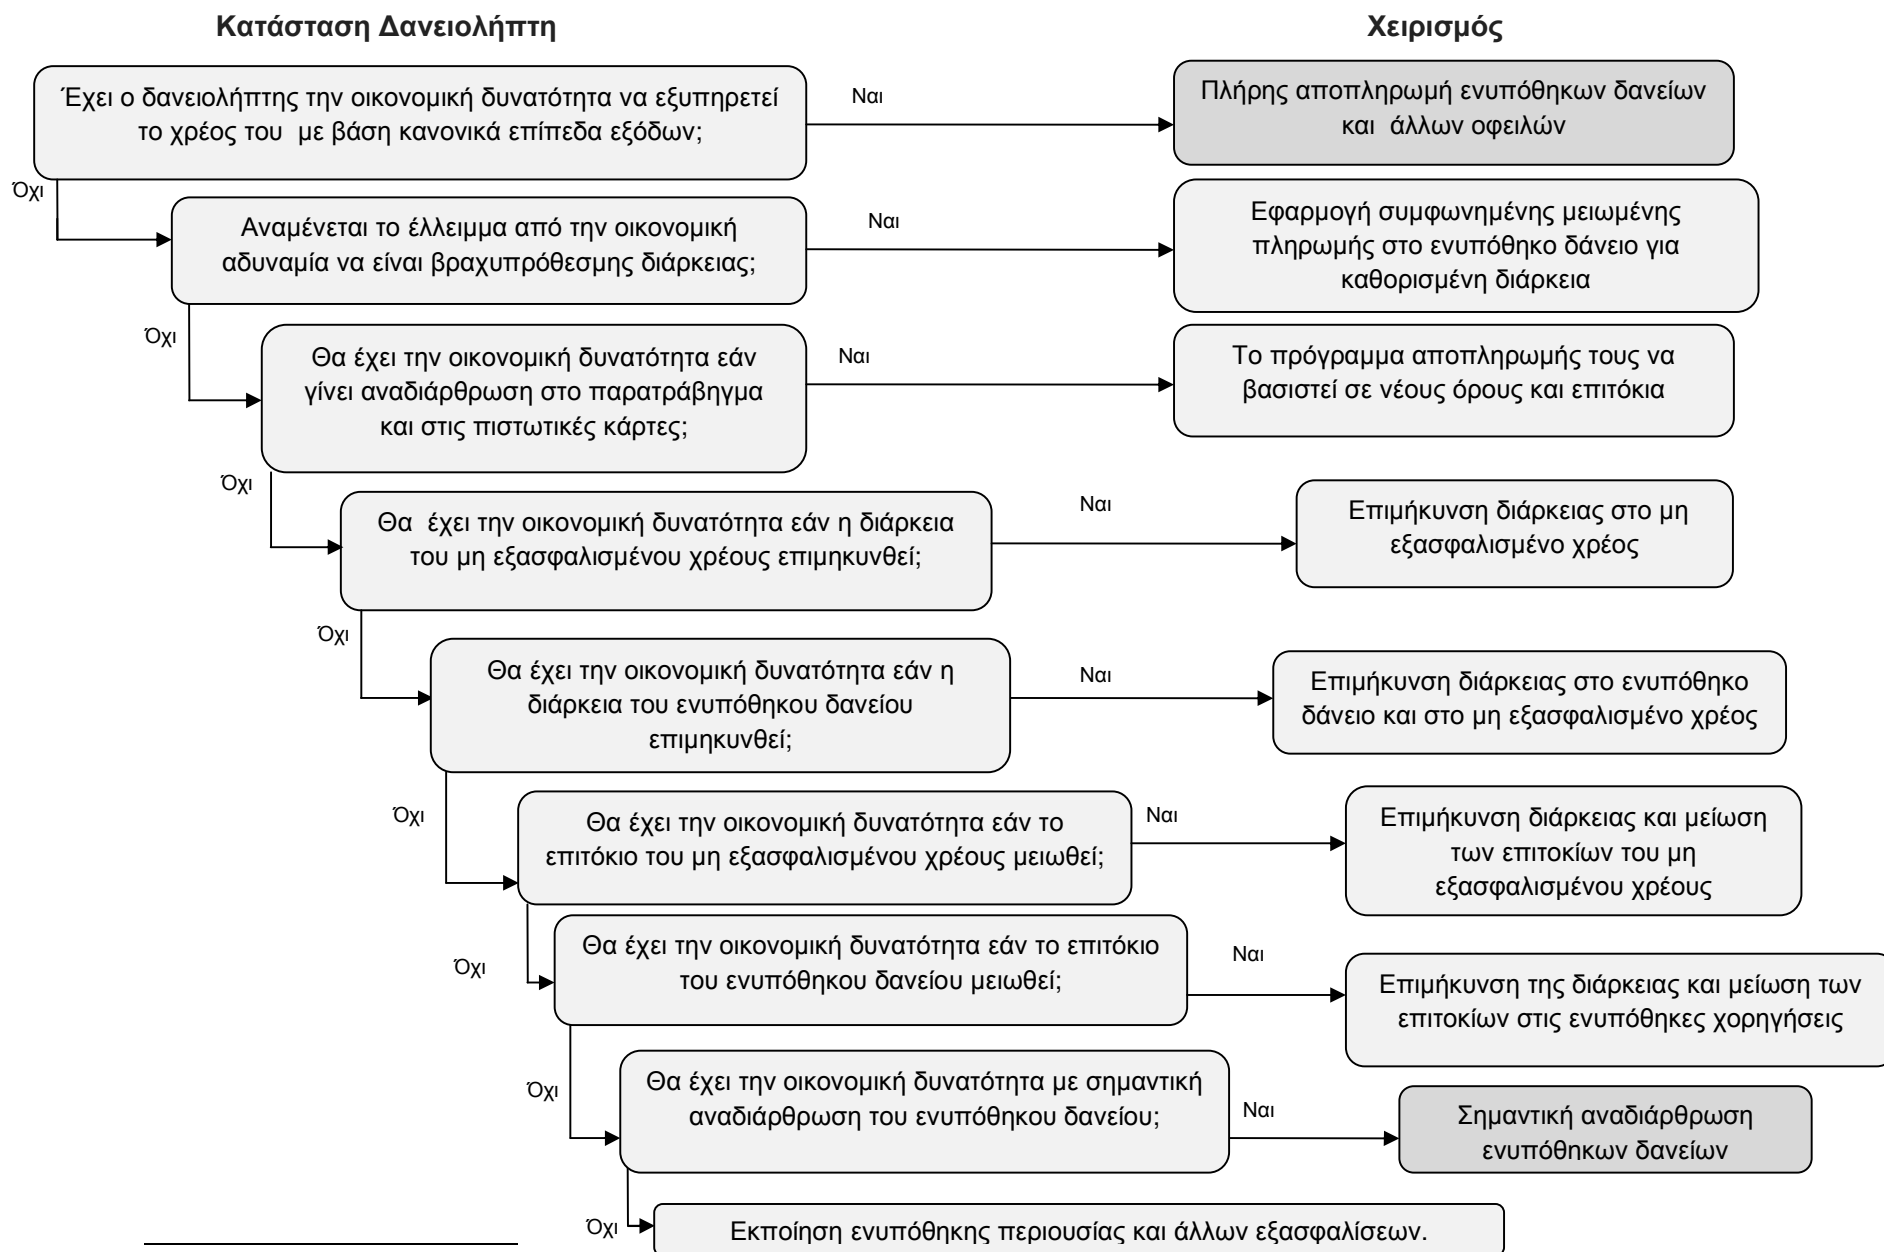 Κατάσταση Δανειολήπτη
Χειρισμός
Έχει ο δανειολήπτης την οικονομική δυνατότητα να εξυπηρετεί
το χρέος του με βάση κανονικά επίπεδα εξόδων;
Ναι
Πλήρης αποπληρωμή ενυπόθηκων δανείων
και άλλων οφειλών
Όχι
Αναμένεται το έλλειμμα από την οικονομική
αδυναμία να είναι βραχυπρόθεσμης διάρκειας;
Ναι
Εφαρμογή συμφωνημένης μειωμένης
πληρωμής στο ενυπόθηκο δάνειο για
καθορισμένη διάρκεια
Όχι
Θα έχει την οικονομική δυνατότητα εάν
γίνει αναδιάρθρωση στο παρατράβηγμα
και στις πιστωτικές κάρτες;
Ναι
Το πρόγραμμα αποπληρωμής τους να
βασιστεί σε νέους όρους και επιτόκια
Όχι
Θα έχει την οικονομική δυνατότητα εάν η διάρκεια
του μη εξασφαλισμένου χρέους επιμηκυνθεί;
Ναι
Επιμήκυνση διάρκειας στο μη
εξασφαλισμένο χρέος
Όχι
Θα έχει την οικονομική δυνατότητα εάν η
διάρκεια του ενυπόθηκου δανείου
επιμηκυνθεί;
Ναι
Επιμήκυνση διάρκειας στο ενυπόθηκο
δάνειο και στο μη εξασφαλισμένο χρέος
Όχι
Θα έχει την οικονομική δυνατότητα εάν το
επιτόκιο του μη εξασφαλισμένου χρέους μειωθεί;
Ναι
Επιμήκυνση διάρκειας και μείωση
των επιτοκίων του μη
εξασφαλισμένου χρέους
Όχι
Θα έχει την οικονομική δυνατότητα εάν το επιτόκιο
του ενυπόθηκου δανείου μειωθεί;
Ναι
Επιμήκυνση της διάρκειας και μείωση των
επιτοκίων στις ενυπόθηκες χορηγήσεις
Όχι
Θα έχει την οικονομική δυνατότητα με σημαντική
αναδιάρθρωση του ενυπόθηκου δανείου;
Ναι
Σημαντική αναδιάρθρωση
ενυπόθηκων δανείων
Όχι
Εκποίηση ενυπόθηκης περιουσίας και άλλων εξασφαλίσεων.